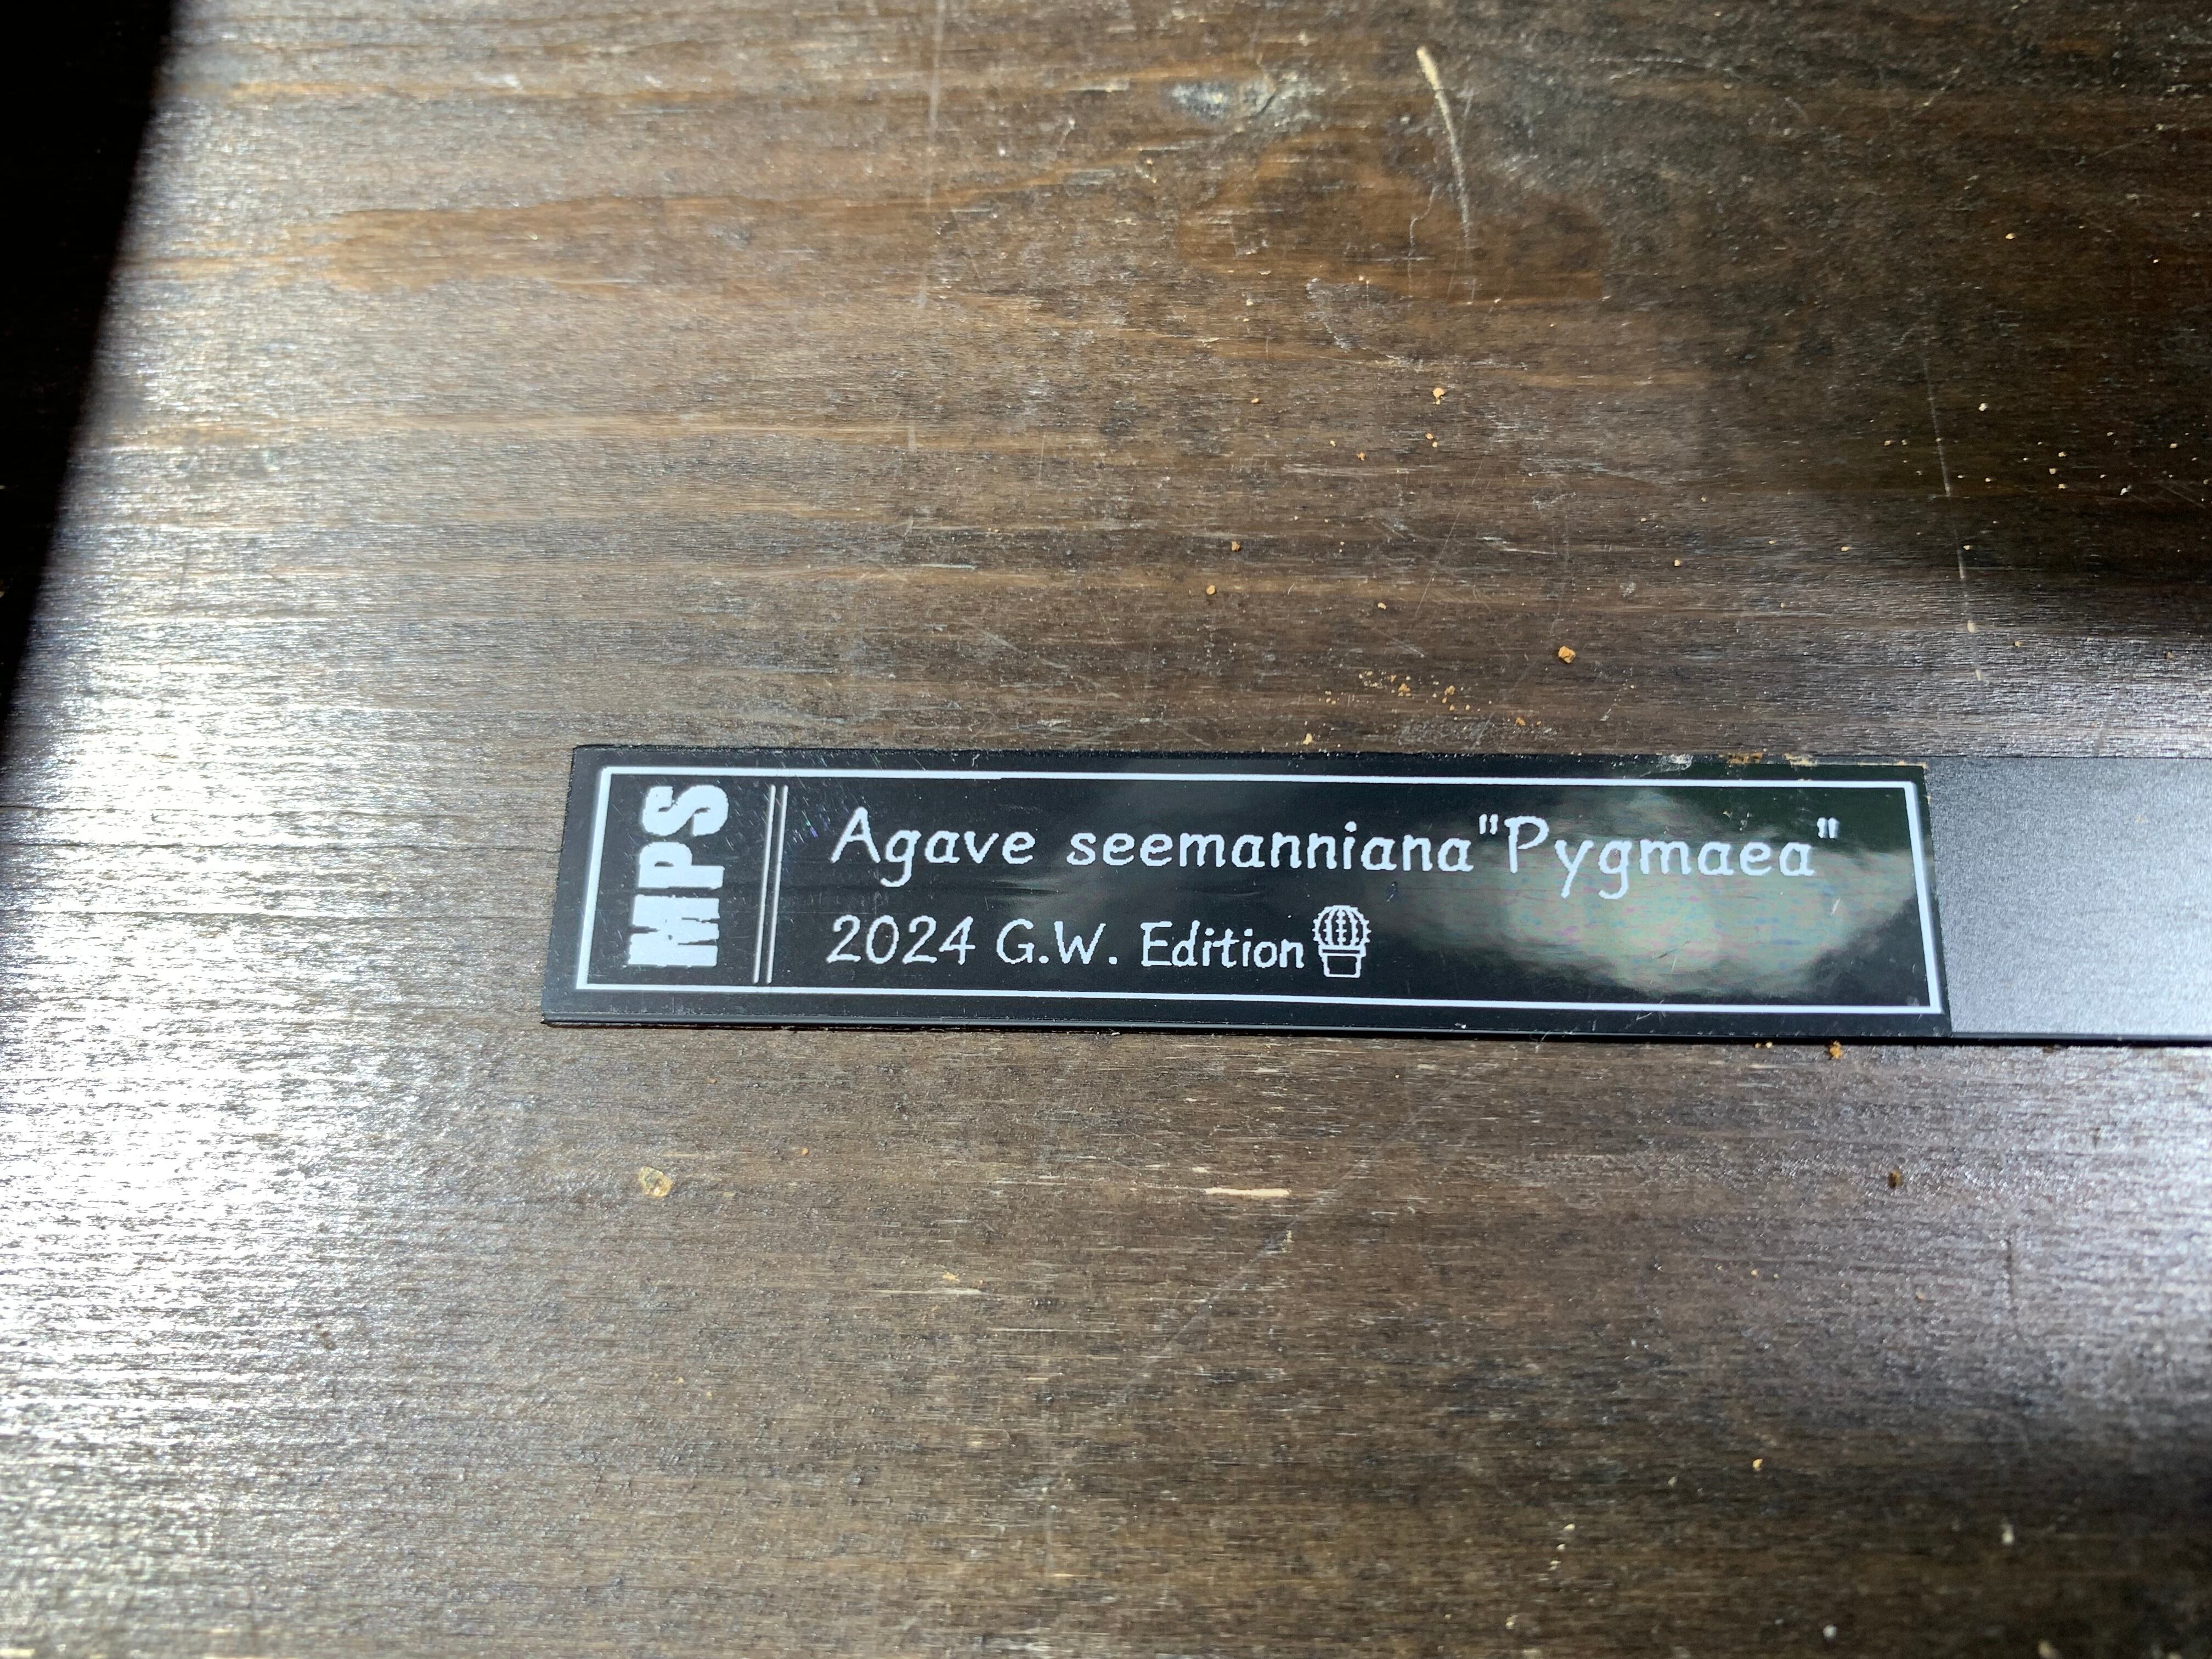 MPS
Agave seemanniana"Pygmaea"
2024 G.W. Edition